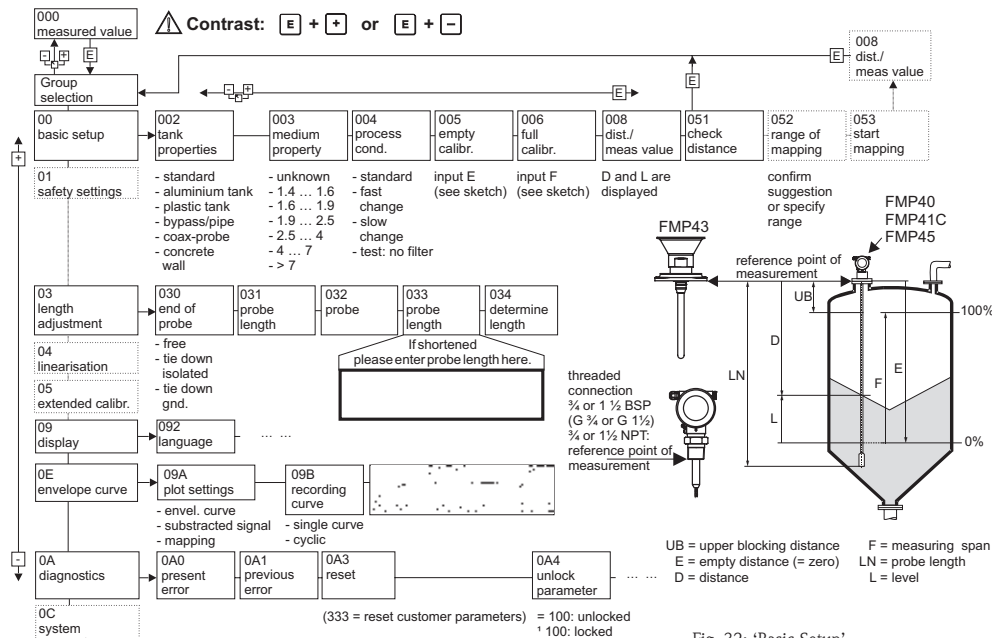 000
measured value
Contrast: E + + or E + −
- +
E
Group
selection
008
dist./
meas value
E
- +
E
E
00
basic setup
002
tank
properties
003
medium
property
004
process
cond.
005
empty
calibr.
006
full
calibr.
008
dist./
meas value
051
check
distance
052
range of
mapping
053
start
mapping
+
- standard
- aluminium tank
- plastic tank
- bypass/pipe
- coax-probe
- concrete
wall
- unknown
- 1.4 ... 1.6
- 1.6 ... 1.9
- 1.9 ... 2.5
- 2.5 ... 4
- 4 ... 7
- > 7
- standard
- fast
change
- slow
change
- test: no filter
input E
(see sketch)
input F
(see sketch)
D and L are
displayed
confirm
suggestion
or specify
range
01
safety settings
03
length
adjustment
030
end of
probe
031
probe
length
032
probe
033
probe
length
034
determine
length
- free
- tie down
isolated
- tie down
gnd.
If shortened
please enter probe length here.
04
linearisation
05
extended calibr.
09
display
092
language
... ...
0E
envelope curve
09A
plot settings
09B
recording
curve
- envel. curve
- substracted signal
- mapping
- single curve
- cyclic
-
0A
diagnostics
0A0
present
error
0A1
previous
error
0A3
reset
0A4
unlock
parameter
... ...
(333 = reset customer parameters)
= 100: unlocked
¹ 100: locked
0C
system
FMP43
FMP40
FMP41C
FMP45
reference point of
measurement
UB
100%
D
E
F
LN
L
0%
threaded
connection
¾ or 1 ½ BSP
(G ¾ or G 1½)
¾ or 1½ NPT:
reference point of
measurement
UB = upper blocking distance
E = empty distance (= zero)
D = distance
F = measuring span
LN = probe length
L = level
Fig. 22: 'Basic Setup'